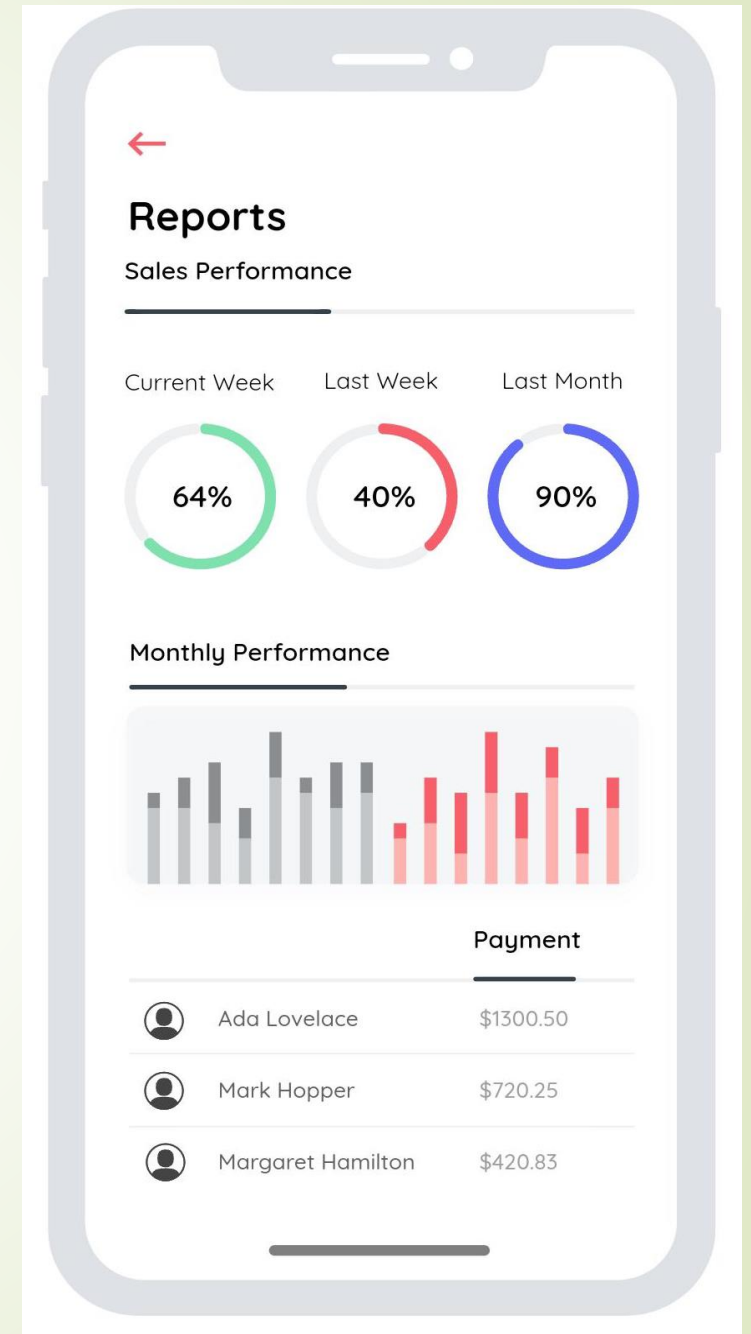 Reports
Sales Performance
Current Week Last Week Last Month
64% 40% 90%
Monthly Performance
Payment
Ada Lovelace $1300.50
Mark Hopper $720.25
Margaret Hamilton $420.83